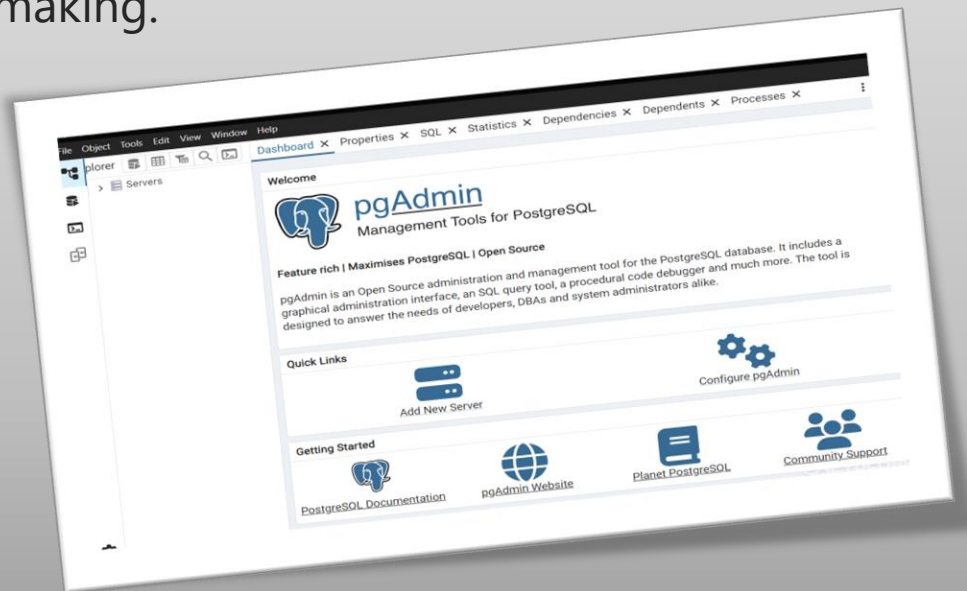 making.
File Object Tools Edit View Window Help
plorer
Dashboard Properties SQL Statistics Dependencies Dependents Processes
Servers
Welcome
pgAdmin
Management Tools for PostgreSQL
Feature rich | Maximises PostgreSQL | Open Source
pgAdmin is an Open Source administration and management tool for the PostgreSQL database. It includes a
graphical administration interface, an SQL query tool, a procedural code debugger and much more. The tool is
designed to answer the needs of developers, DBAs and system administrators alike.
Quick Links
Add New Server
Configure pgAdmin
Getting Started
PostgreSQL Documentation
pgAdmin Website
Planet PostgreSQL
Community Support